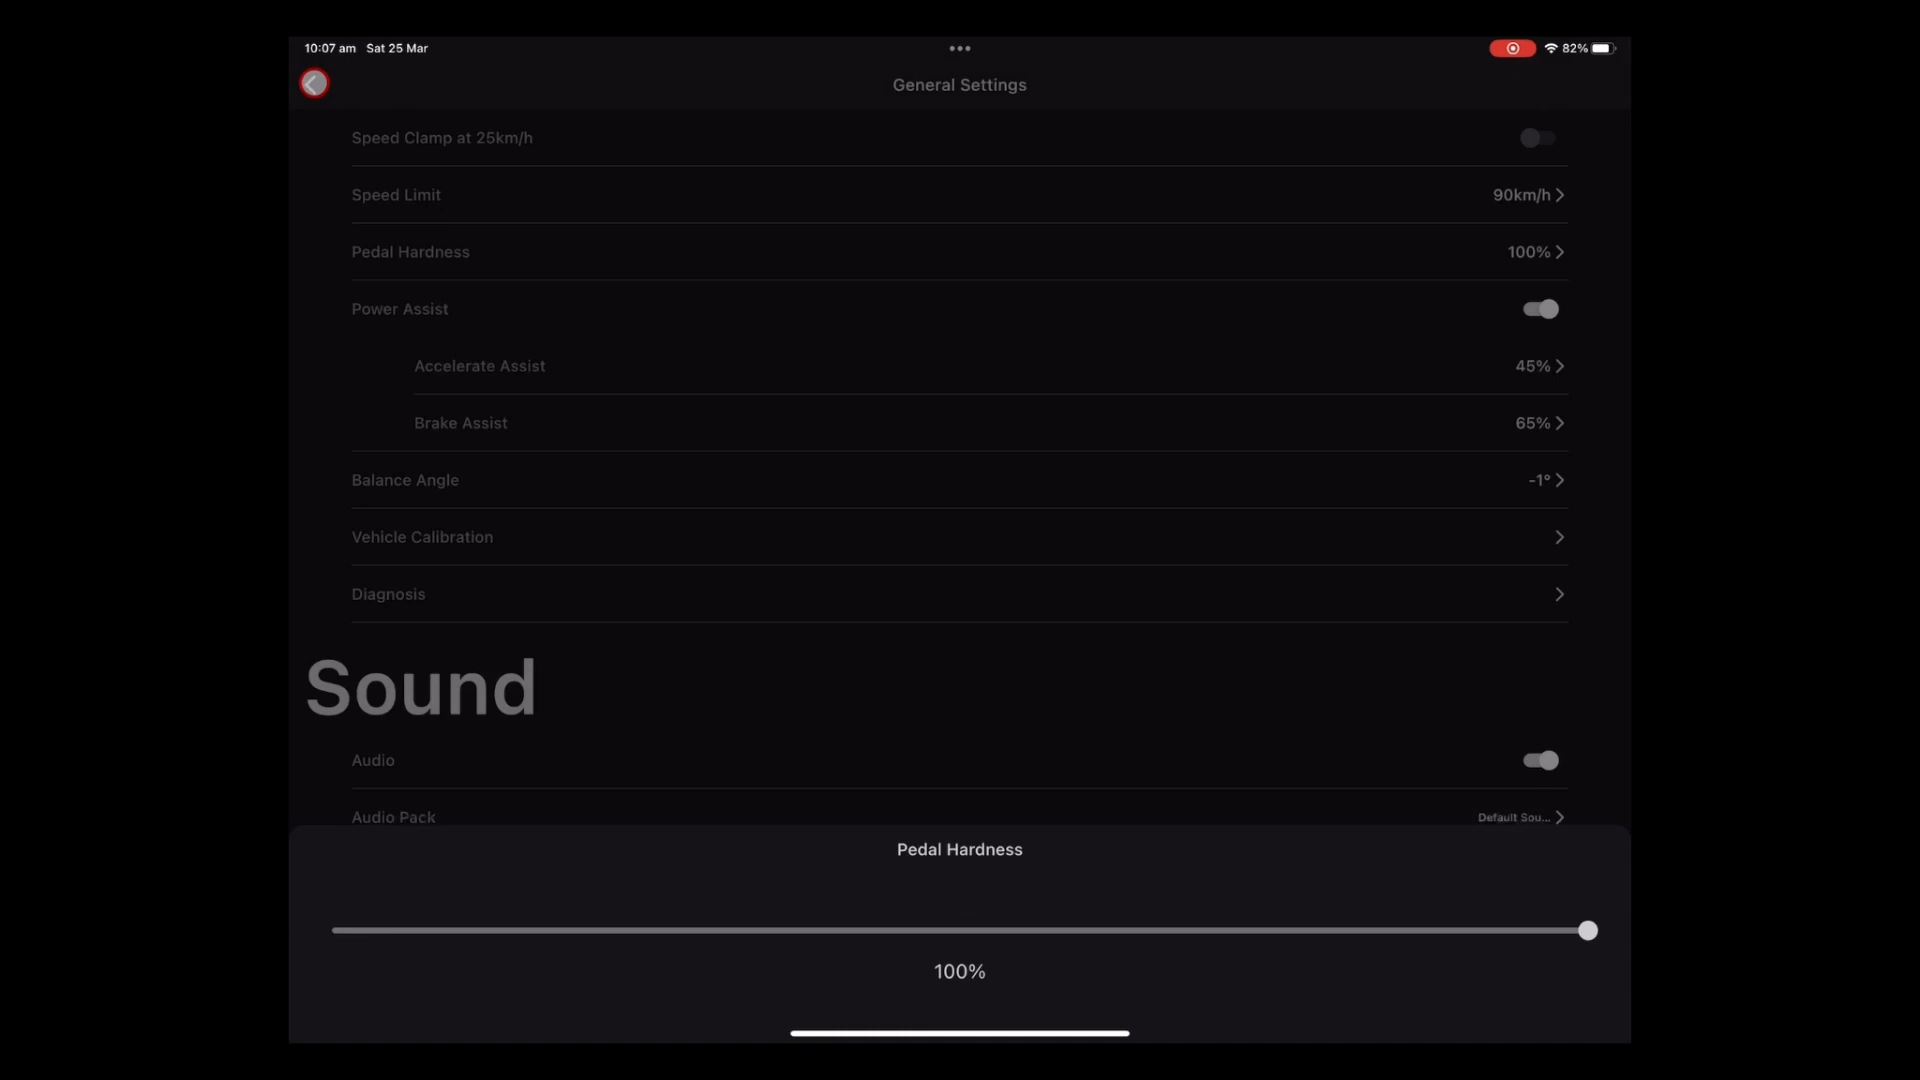 10:07 am Sat 25 Mar
82%
General Settings
Speed Clamp at 25km/h
Speed Limit 90km/h
Pedal Hardness 100%
Power Assist
Accelerate Assist 45%
Brake Assist 65%
Balance Angle -1°
Vehicle Calibration
Diagnosis
Sound
Audio
Audio Pack Default Sou...
Pedal Hardness
100%